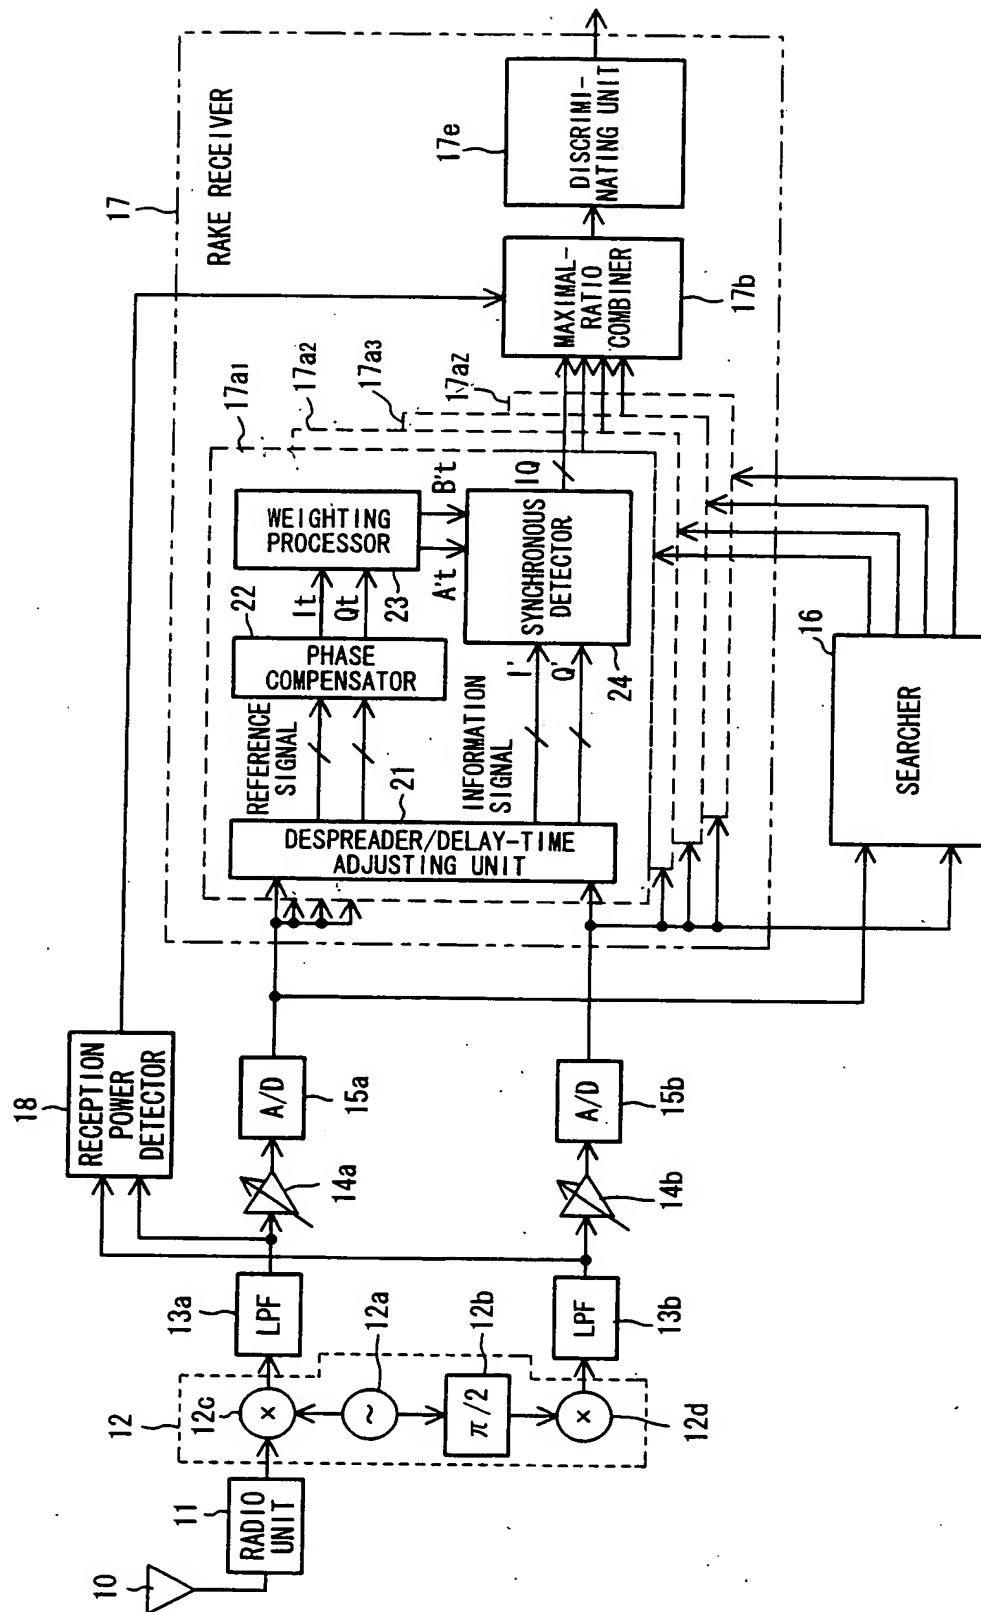 10
11
RADIO
UNIT
12
12c
×
12a
~
12b
π/2
12d
×
13a
LPF
13b
LPF
14a
14b
15a
A/D
15b
A/D
18
RECEPTION
POWER
DETECTOR
17
RAKE RECEIVER
17a1
17a2
17a3
17aZ
21
DESPREADER/DELAY-TIME
ADJUSTING UNIT
REFERENCE
SIGNAL
INFORMATION
SIGNAL
22
PHASE
COMPENSATOR
It
Qt
23
WEIGHTING
PROCESSOR
A't
B't
I'
Q'
24
SYNCHRONOUS
DETECTOR
IQ
17b
MAXIMAL-
RATIO
COMBINER
17e
DISCRIMI-
NATING UNIT
16
SEARCHER